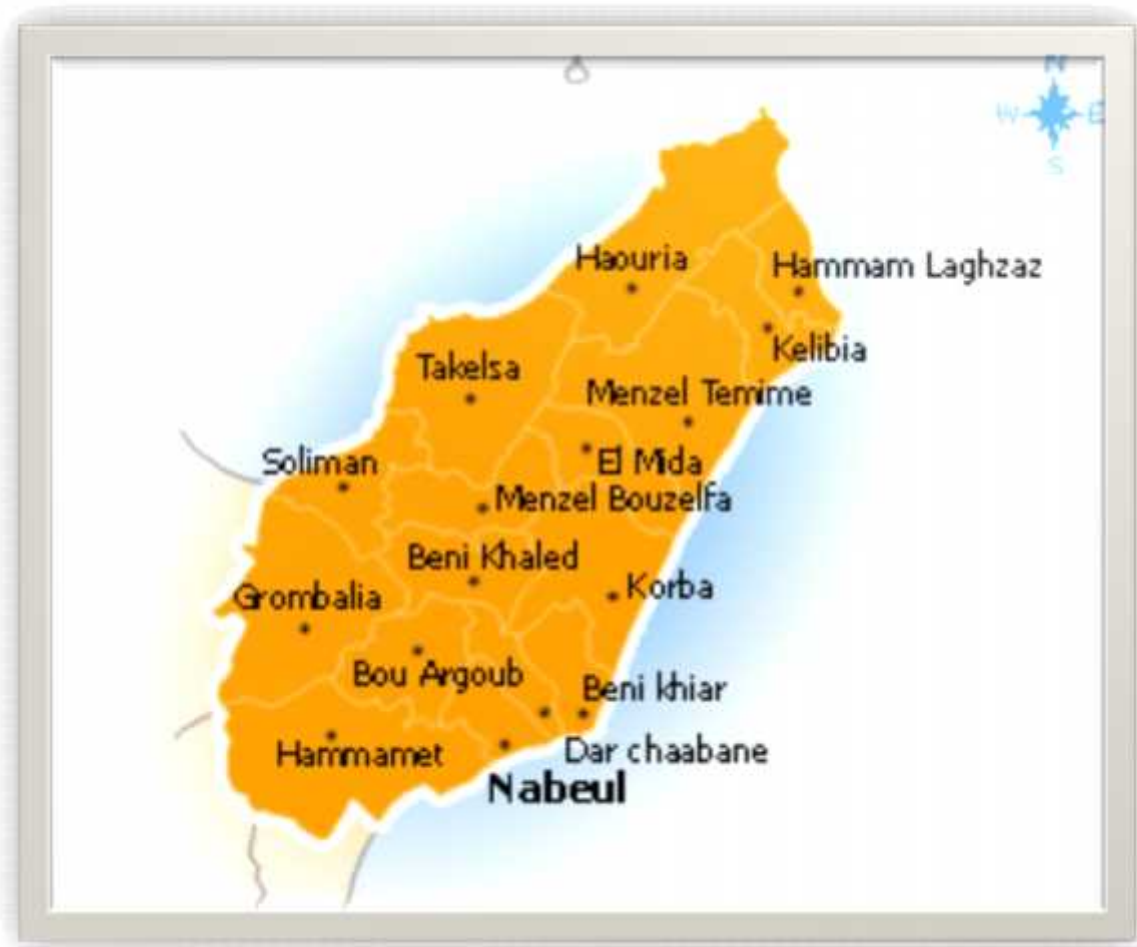 N
W E
S
Haouria
Hammam Laghzaz
Kelibia
Takelsa
Menzel Temime
Soliman
El Mida
Menzel Bouzelfa
Beni Khaled
Korba
Grombalia
Bou Argoub
Beni khiar
Hammamet
Dar chaabane
Nabeul